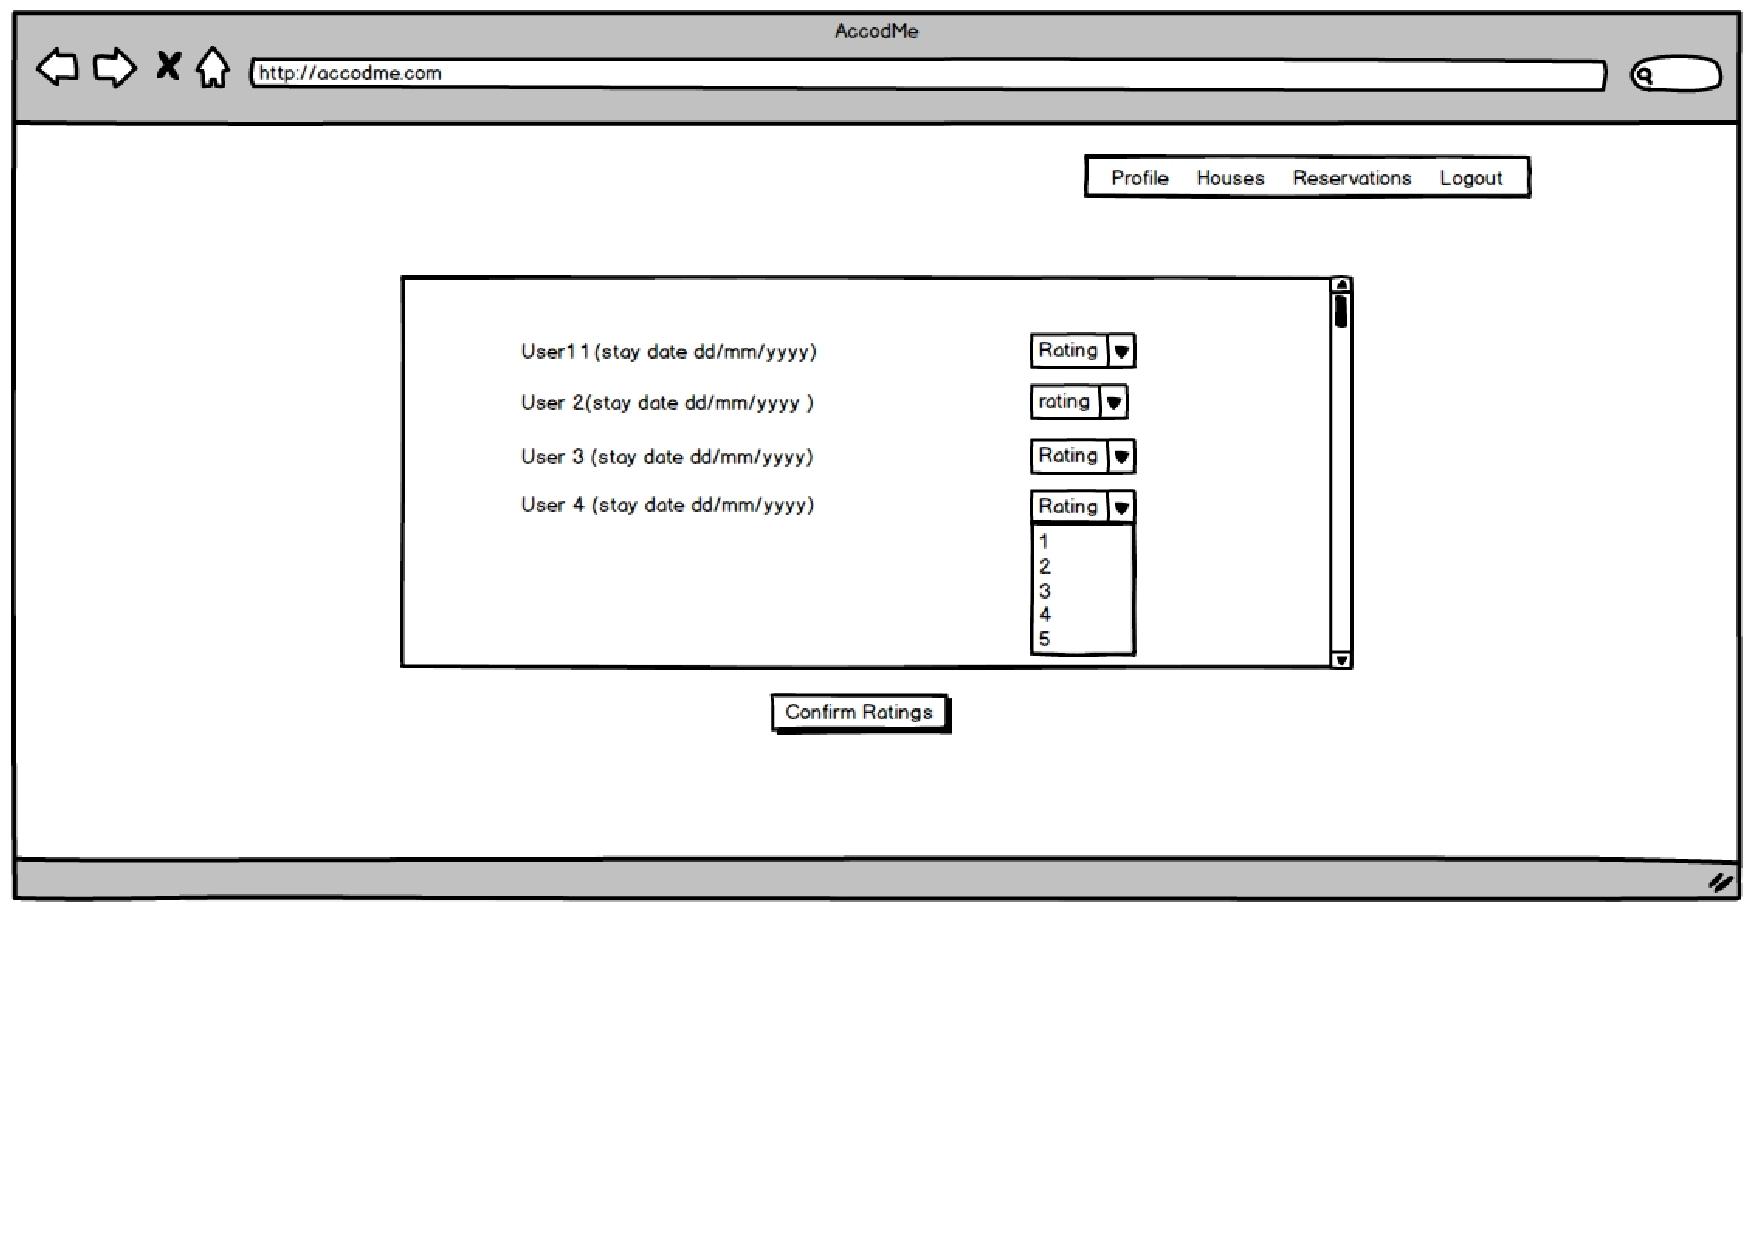 AccodMe
http://accodme.com
Profile Houses Reservations Logout
User11(stay date dd/mm/yyyy) Rating
User 2(stay date dd/mm/yyyy ) rating
User 3 (stay date dd/mm/yyyy) Rating
User 4 (stay date dd/mm/yyyy) Rating
1
2
3
4
5
Confirm Ratings